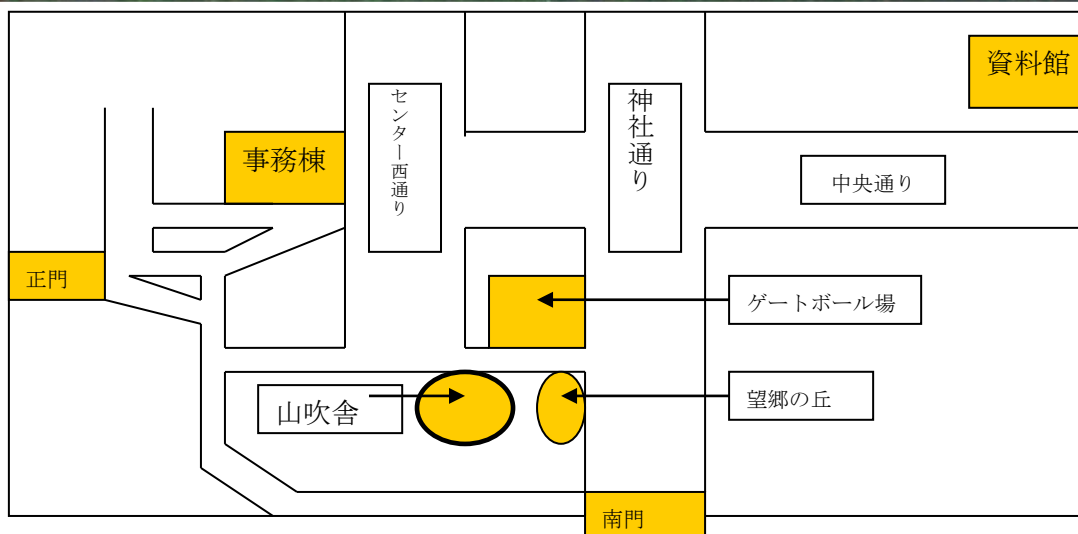 資料館
センター西通り
神社通り
事務棟
中央通り
正門
ゲートボール場
山吹舎
望郷の丘
南門